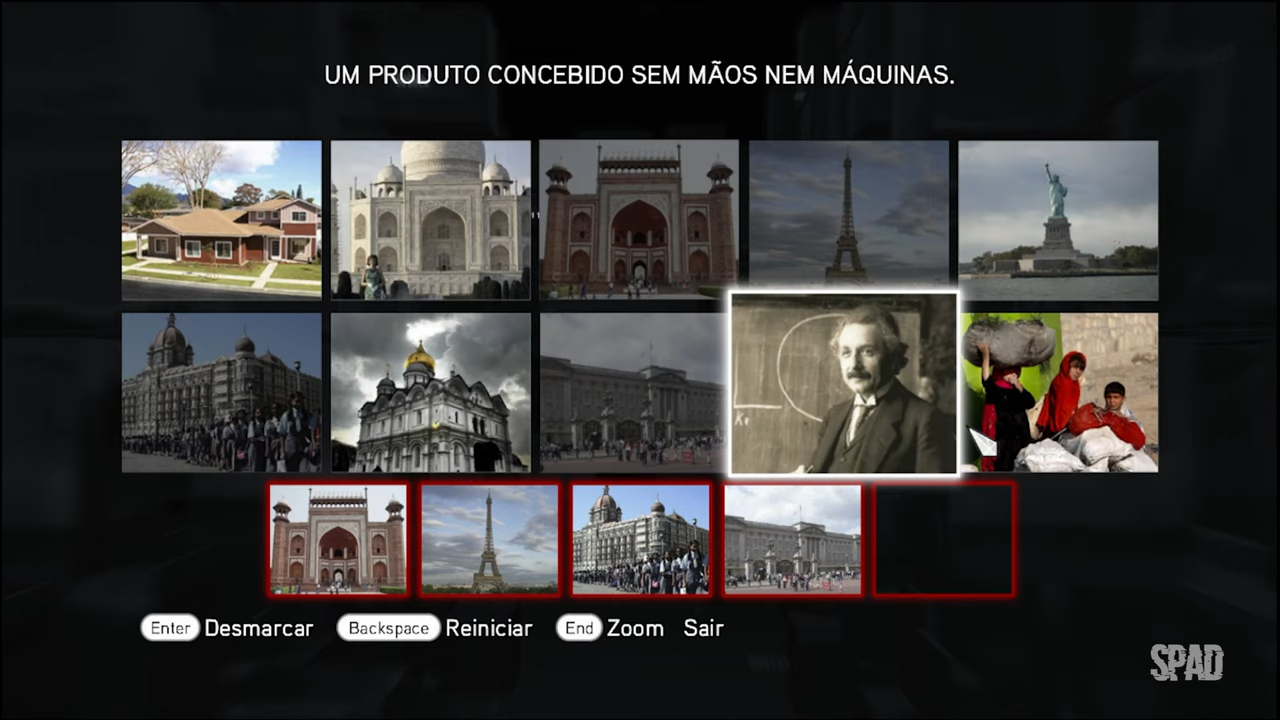 UM PRODUTO CONCEBIDO SEM MÃOS NEM MÁQUINAS.
Enter Desmarcar Backspace Reiniciar End Zoom Sair
SPAD